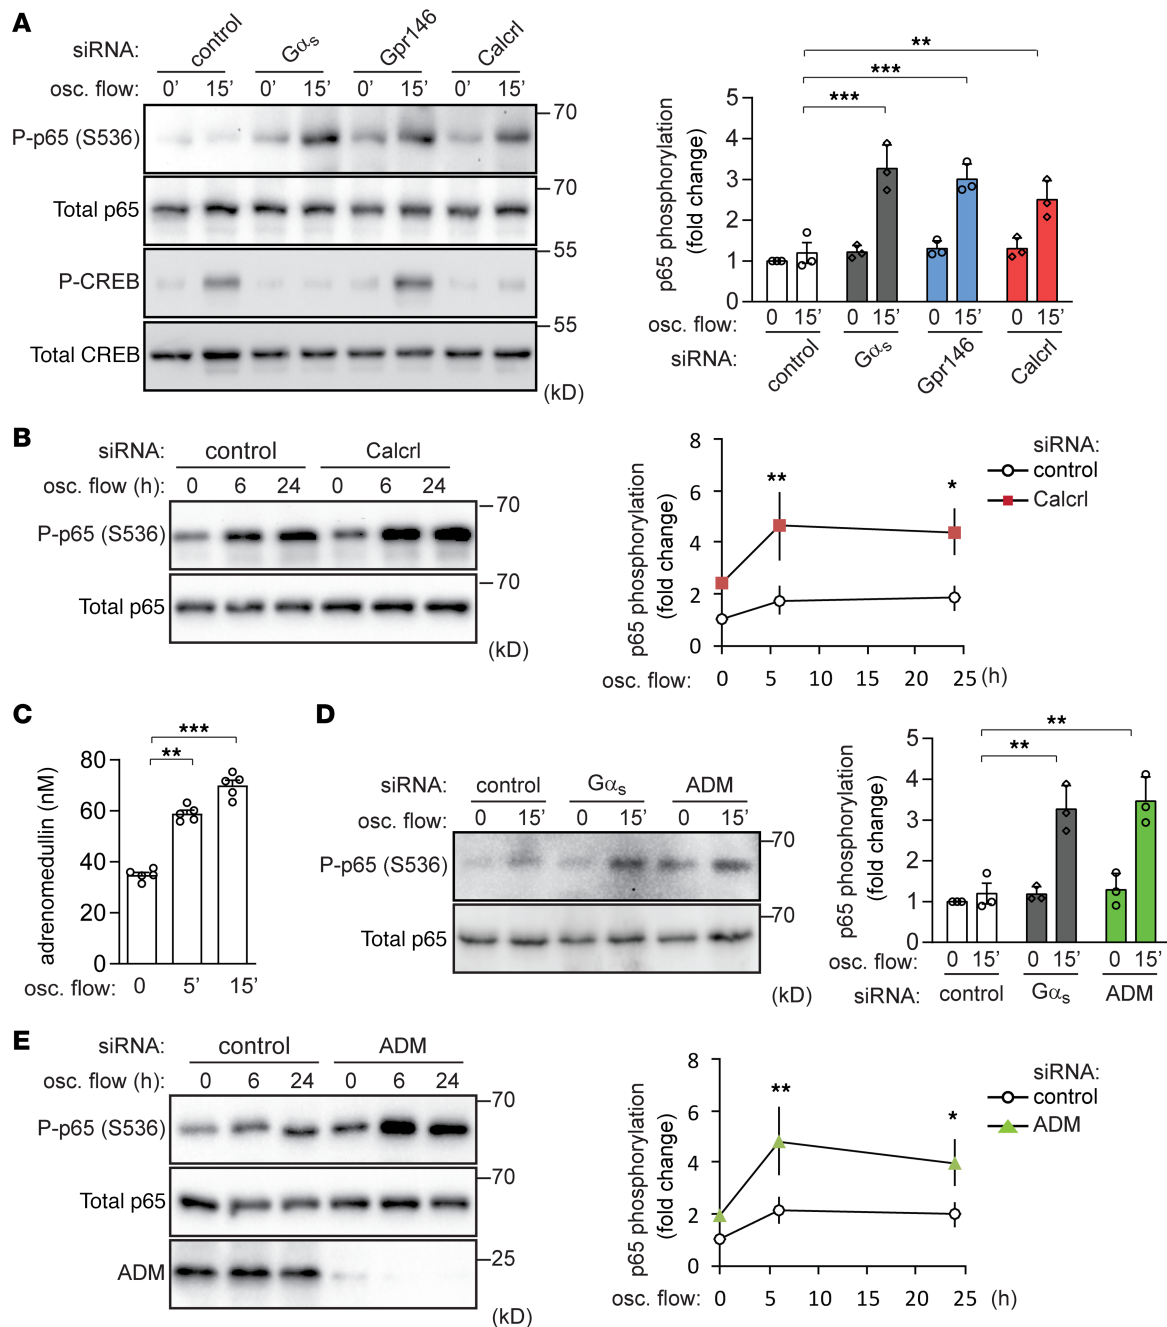 A
siRNA: control Gαs Gpr146 Calcrl
osc. flow: 0’ 15’ 0’ 15’ 0’ 15’ 0’ 15’
P-p65 (S536)
70
Total p65
70
P-CREB
55
Total CREB
55
(kD)
**
***
***
p65 phosphorylation
(fold change)
5
4
3
2
1
0
osc. flow: 0 15’ 0 15’ 0 15’ 0 15’
siRNA: control Gαs Gpr146 Calcrl
B
siRNA: control Calcrl
osc. flow (h): 0 6 24 0 6 24
P-p65 (S536)
70
Total p65
70
(kD)
p65 phosphorylation
(fold change)
8
6
4
2
0
** *
osc. flow: 0 5 10 15 20 25 (h)
siRNA:
control
Calcrl
C
adrenomedullin (nM)
80
60
40
20
0
***
**
osc. flow: 0 5’ 15’
D
siRNA: control Gαs ADM
osc. flow: 0 15’ 0 15’ 0 15’
P-p65 (S536)
70
Total p65
70
(kD)
**
**
p65 phosphorylation
(fold change)
5
4
3
2
1
0
osc. flow: 0 15’ 0 15’ 0 15’
siRNA: control Gαs ADM
E
siRNA: control ADM
osc. flow (h): 0 6 24 0 6 24
P-p65 (S536)
70
Total p65
70
ADM
25
(kD)
p65 phosphorylation
(fold change)
8
6
4
2
0
** *
osc. flow: 0 5 10 15 20 25 (h)
siRNA:
control
ADM